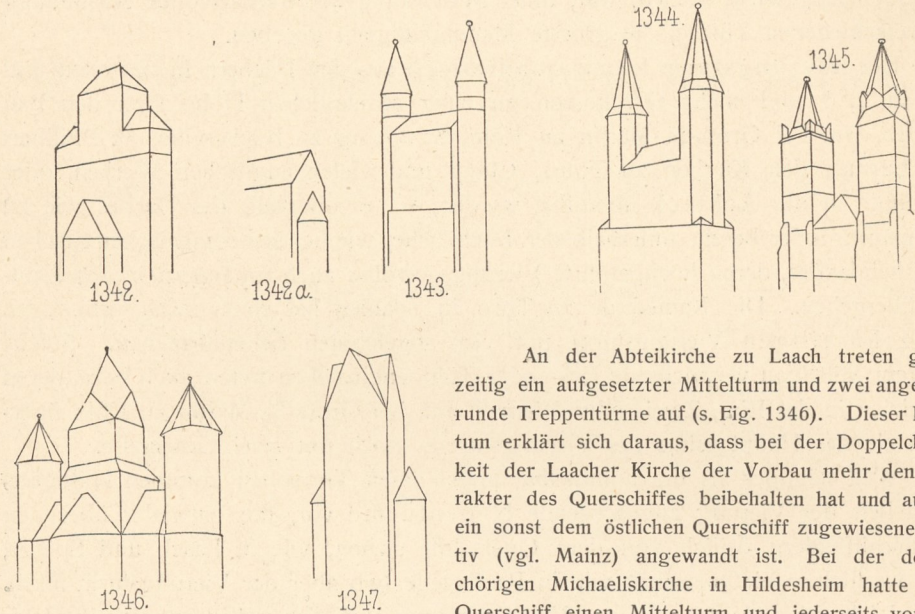 1344.
1345.
1342.
1342a.
1343.
An der Abteikirche zu Laach treten
zeitig ein aufgesetzter Mittelturm und zwei ange
runde Treppentürme auf (s. Fig. 1346). Dieser
tum erklärt sich daraus, dass bei der Doppelch
keit der Laacher Kirche der Vorbau mehr den
rakter des Querschiffes beibehalten hat und
ein sonst dem östlichen Querschiff zugewiesene
tiv (vgl. Mainz) angewandt ist. Bei der
chörigen Michaeliskirche in Hildesheim hatte
Querschiff einen Mittelturm und jederseits
1346.
1347.